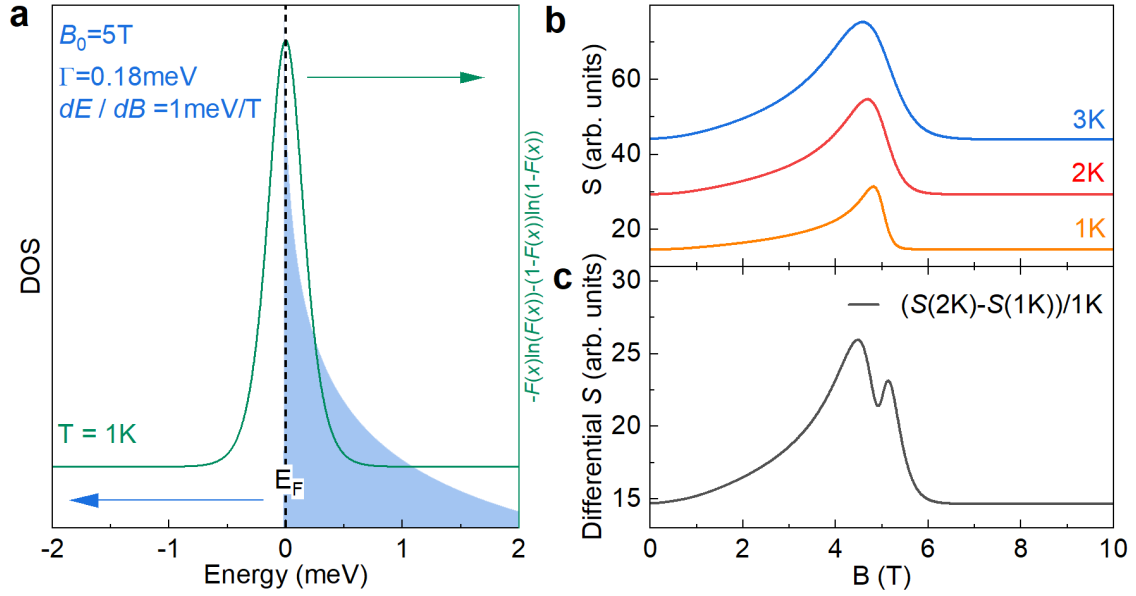 a
B₀=5T
Γ=0.18meV
dE / dB =1meV/T
T = 1K
E_F
DOS
-2 -1 0 1 2
Energy (meV)
-F(x)ln(F(x))-(1-F(x))ln(1-F(x))
b
S (arb. units)
60
40
20
3K
2K
1K
c
Differential S (arb. units)
30
25
20
15
(S(2K)-S(1K))/1K
0 2 4 6 8 10
B (T)